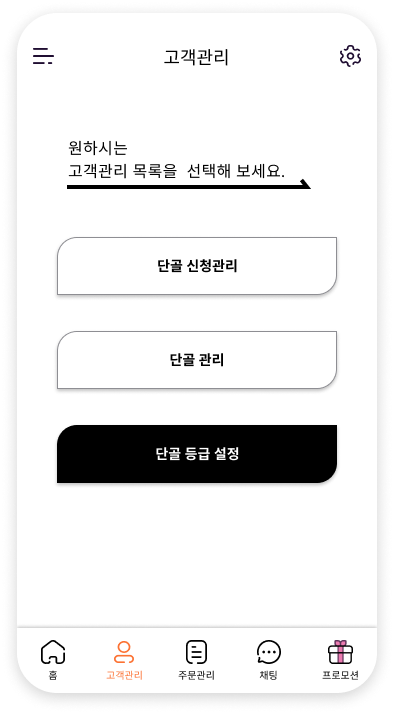 고객관리
원하시는
고객관리 목록을 선택해 보세요.
단골 신청관리
단골 관리
단골 등급 설정
홈
고객관리
주문관리
채팅
프로모션